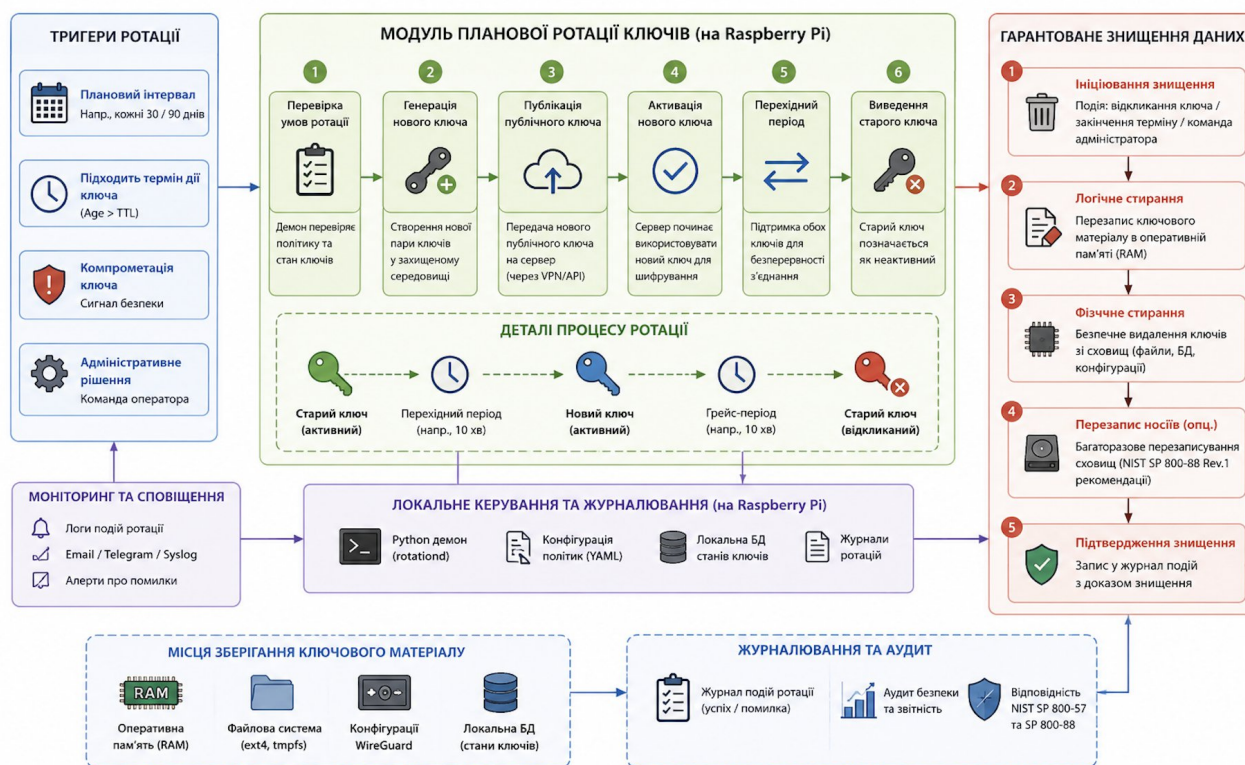 ТРИГЕРИ РОТАЦІЇ
Плановий інтервал
Напр., кожні 30 / 90 днів
Підходить термін дії
ключа
(Age > TTL)
Компрометація
ключа
Сигнал безпеки
Адміністративне
рішення
Команда оператора
МОДУЛЬ ПЛАНОВОЇ РОТАЦІЇ КЛЮЧІВ (на Raspberry Pi)
1
Перевірка
умов ротації
Демон перевіряє
політику та
стан ключів
2
Генерація
нового ключа
Створення нової
пари ключів
у захищеному
середовищі
3
Публікація
публічного ключа
Передача нового
публічного ключа
на сервер
(через VPN/API)
4
Активація
нового ключа
Сервер починає
використовувати
новий ключ для
шифрування
5
Перехідний
період
Підтримка обох
ключів для
безперервності
з’єднання
6
Виведення
старого ключа
Старий ключ
позначається
як неактивний
ДЕТАЛІ ПРОЦЕСУ РОТАЦІЇ
Старий ключ
(активний)
Перехідний період
(напр., 10 хв)
Новий ключ
(активний)
Грейс-період
(напр., 10 хв)
Старий ключ
(відкликаний)
ГАРАНТОВАНЕ ЗНИЩЕННЯ ДАНИХ
1
Ініціювання знищення
Подія: відкликання ключа /
закінчення терміну / команда
адміністратора
2
Логічне стирання
Перезапис ключового
матеріалу в оперативній
пам’яті (RAM)
3
Фізччне стирання
Безпечне видалення ключів
зі сховищ (файли, БД,
конфігурації)
4
Перезапис носіїв (опц.)
Багаторазове перезаписування
сховищ (NIST SP 800-88 Rev.1
рекомендації)
5
Підтвердження знищення
Запис у журнал подій
з доказом знищення
МОНІТОРИНГ ТА СПОВІЩЕННЯ
Логи подій ротації
Email / Telegram / Syslog
Алерти про помилки
ЛОКАЛЬНЕ КЕРУВАННЯ ТА ЖУРНАЛЮВАННЯ (на Raspberry Pi)
Python демон
(rotationd)
Конфігурація
політик (YAML)
Локальна БД
станів ключів
Журнали
ротацій
МІСЦЯ ЗБЕРІГАННЯ КЛЮЧОВОГО МАТЕРІАЛУ
RAM
Оперативна
пам’ять (RAM)
Файлова система
(ext4, tmpfs)
Конфігурації
WireGuard
Локальна БД
(стани ключів)
ЖУРНАЛЮВАННЯ ТА АУДИТ
Журнал подій ротації
(успіх / помилка)
Аудит безпеки
та звітність
Відповідність
NIST SP 800-57
та SP 800-88